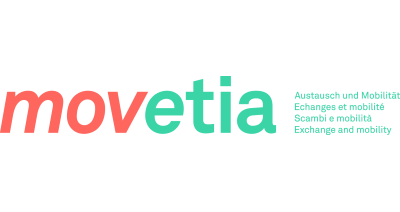 movetia
Austausch und Mobilität
Echanges et mobilité
Scambi e mobilità
Exchange and mobility